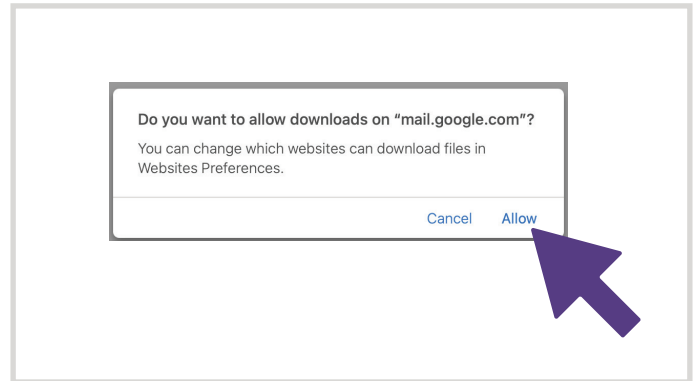 Do you want to allow downloads on “mail.google.com”?
You can change which websites can download files in
Websites Preferences.
Cancel Allow